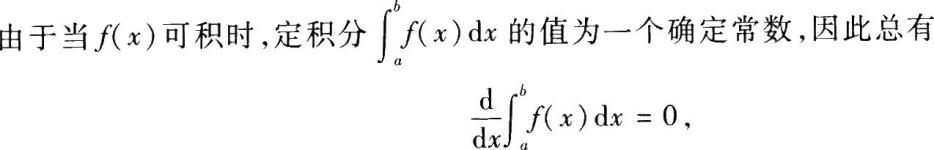 由于当 f(x) 可积时,定积分 ∫_a^b f(x)dx 的值为一个确定常数,因此总有
d/dx ∫_a^b f(x)dx = 0,